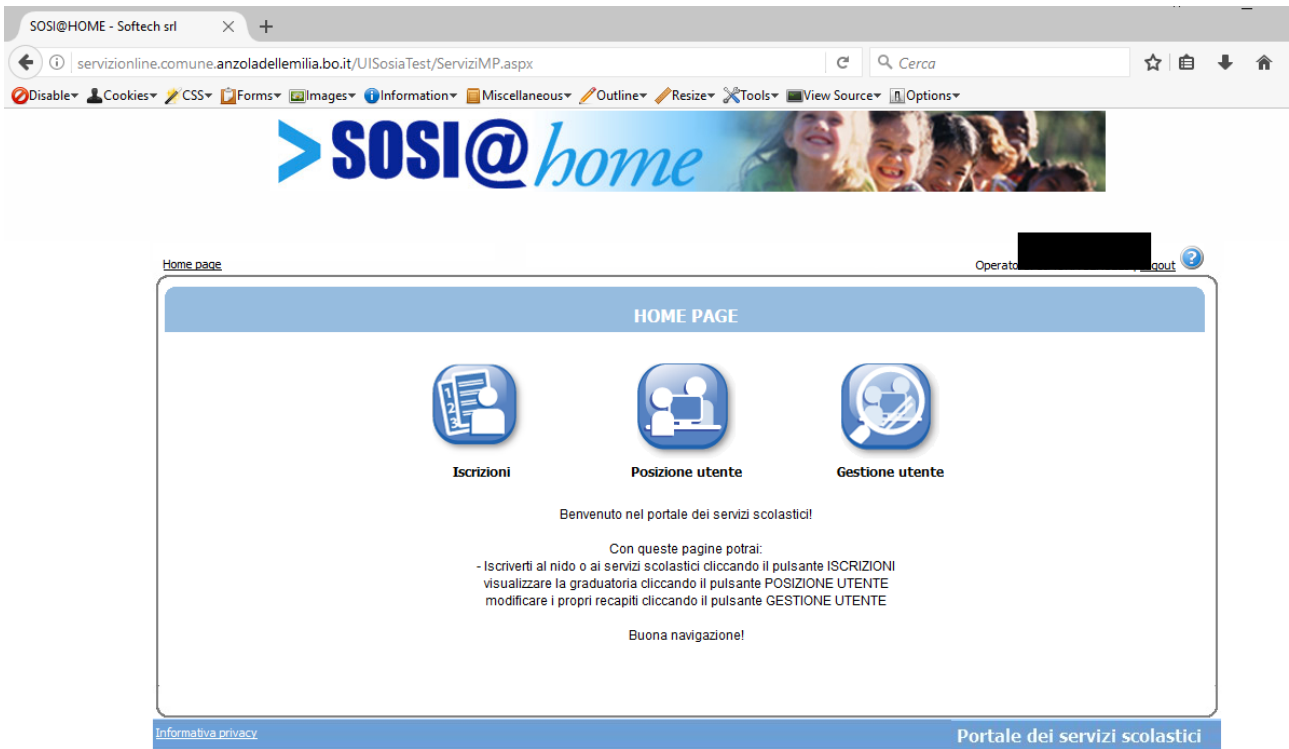 SOSI@HOME - Softech srl
servizionline.comune.anzoladellemilia.bo.it/UISosiaTest/ServiziMP.aspx
Cerca
Disable Cookies CSS Forms Images Information Miscellaneous Outline Resize Tools View Source Options
>SOSI@home
Home page
Operato gout ?
HOME PAGE
1
2
3
Iscrizioni Posizione utente Gestione utente
Benvenuto nel portale dei servizi scolastici!
Con queste pagine potrai:
- Iscriverti al nido o ai servizi scolastici cliccando il pulsante ISCRIZIONI
visualizzare la graduatoria cliccando il pulsante POSIZIONE UTENTE
modificare i propri recapiti cliccando il pulsante GESTIONE UTENTE
Buona navigazione!
Informativa privacy
Portale dei servizi scolastici